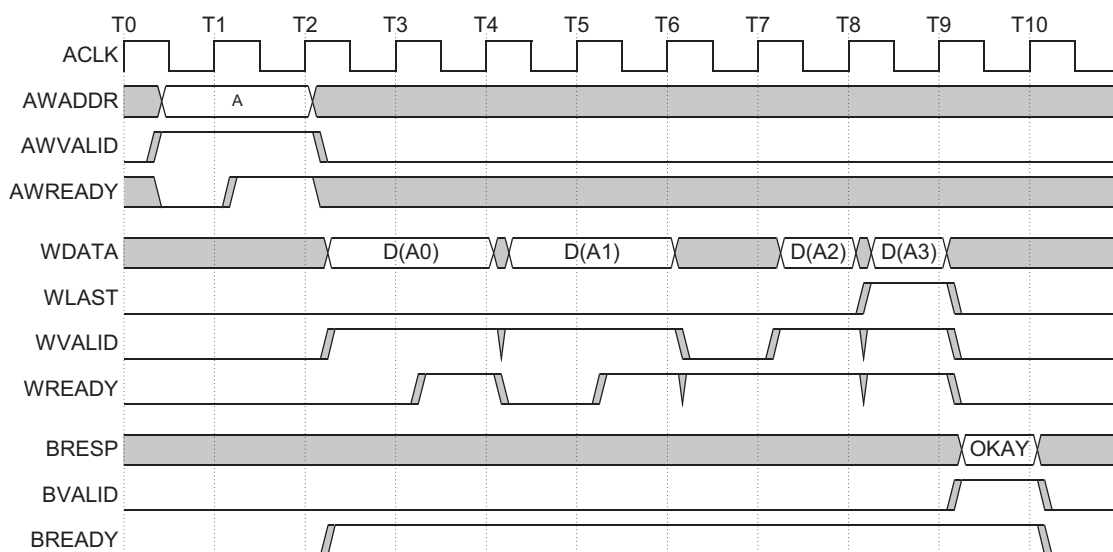 T0 T1 T2 T3 T4 T5 T6 T7 T8 T9 T10
ACLK
AWADDR A
AWVALID
AWREADY
WDATA D(A0) D(A1) D(A2) D(A3)
WLAST
WVALID
WREADY
BRESP OKAY
BVALID
BREADY